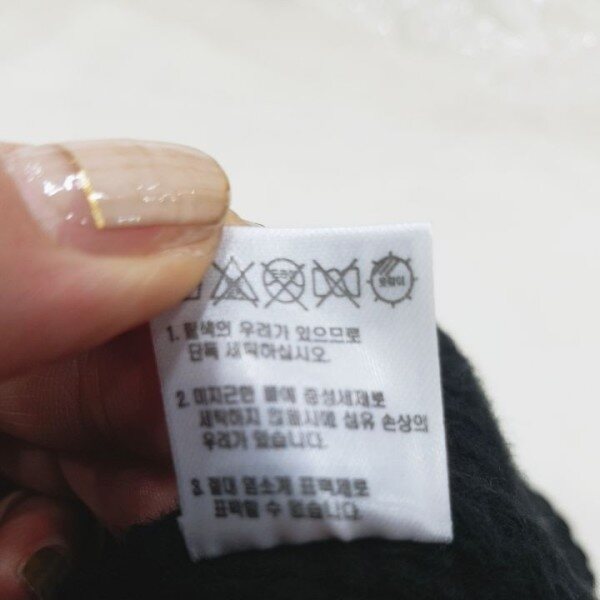 1. 탈색의 우려가 있으므로
단독 세탁하십시오.
2. 미지근한 물에 중성세제로
세탁하지 않을시에 섬유 손상의
우려가 있습니다.
3. 절대 염소계 표백제로
표백할 수 없습니다.